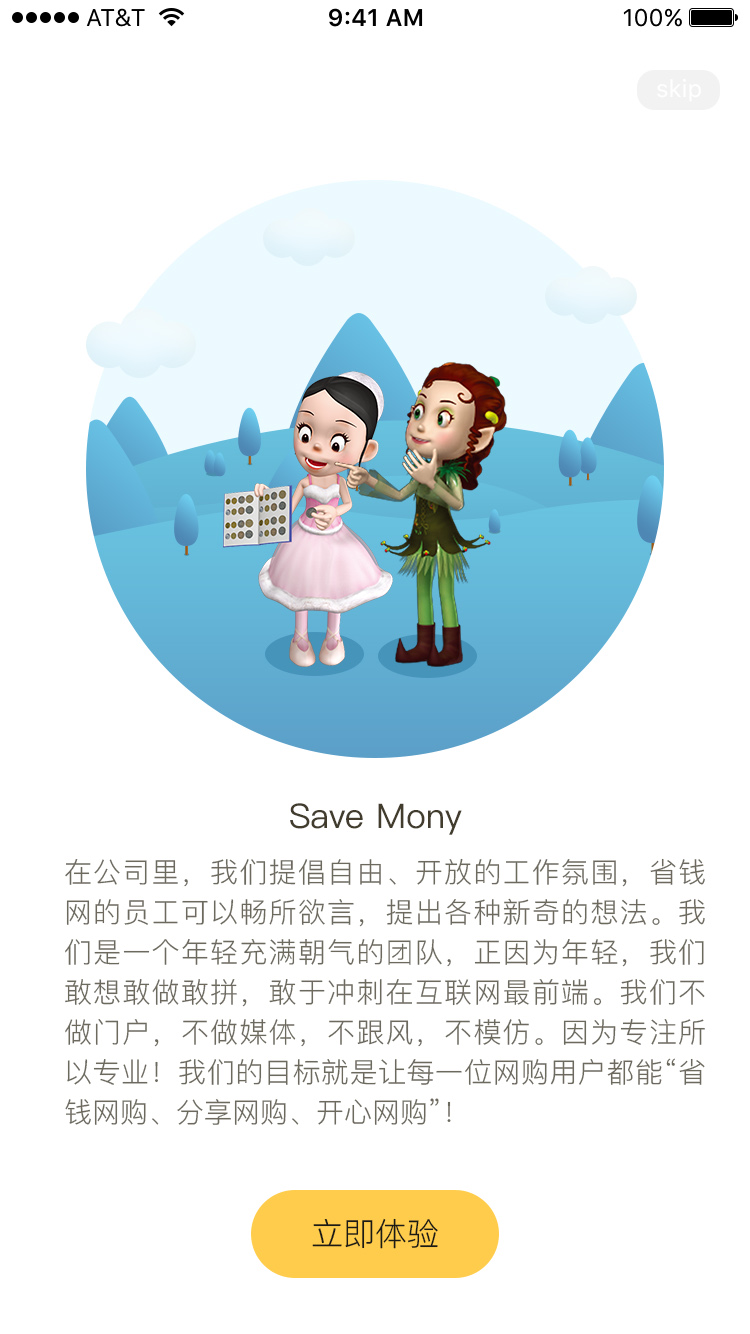 AT&T 9:41 AM 100%
skip
Save Mony
在公司里，我们提倡自由、开放的工作氛围，省钱
网的员工可以畅所欲言，提出各种新奇的想法。我
们是一个年轻充满朝气的团队，正因为年轻，我们
敢想敢做敢拼，敢于冲刺在互联网最前端。我们不
做门户，不做媒体，不跟风，不模仿。因为专注所
以专业！我们的目标就是让每一位网购用户都能“省
钱网购、分享网购、开心网购”！
立即体验